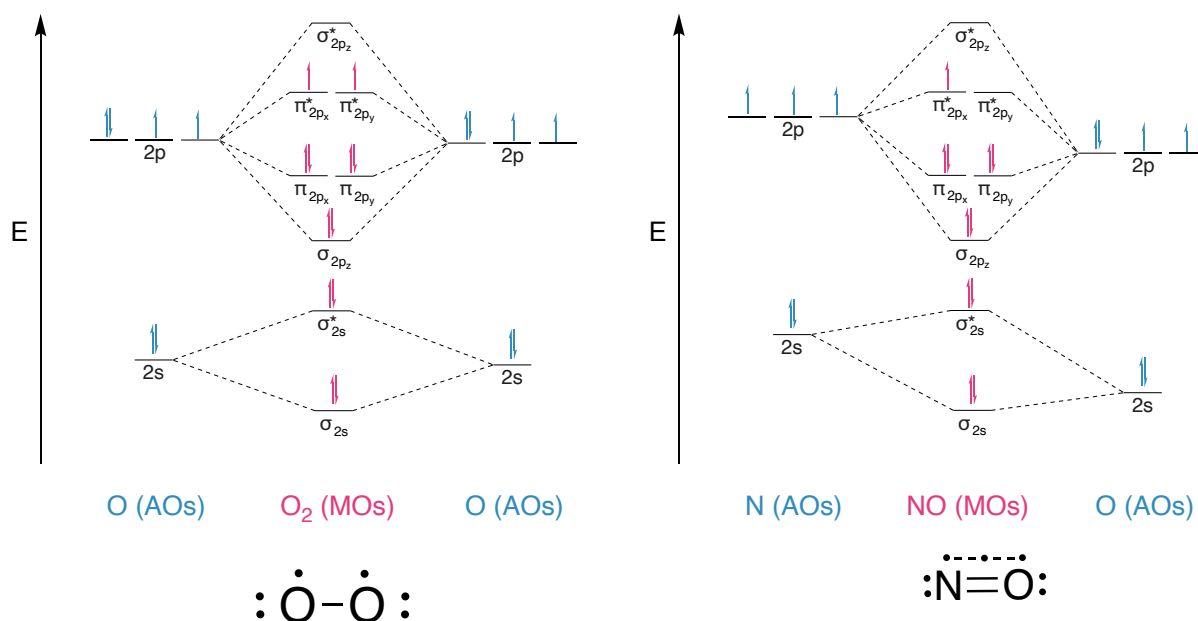 σ*2pz
π*2px π*2py
2p 2p
π2px π2py
σ2pz
E
σ*2s
2s 2s
σ2s
O (AOs) O2 (MOs) O (AOs)
:Ȯ–Ȯ:
σ*2pz
π*2px π*2py
2p 2p
π2px π2py
σ2pz
E
σ*2s
2s 2s
σ2s
N (AOs) NO (MOs) O (AOs)
:N=O: